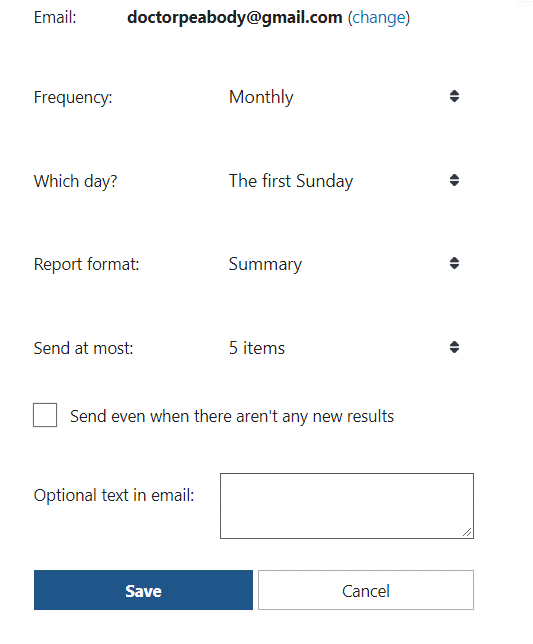 Email: doctorpeabody@gmail.com (change)
Frequency: Monthly
Which day? The first Sunday
Report format: Summary
Send at most: 5 items
Send even when there aren't any new results
Optional text in email:
Save Cancel